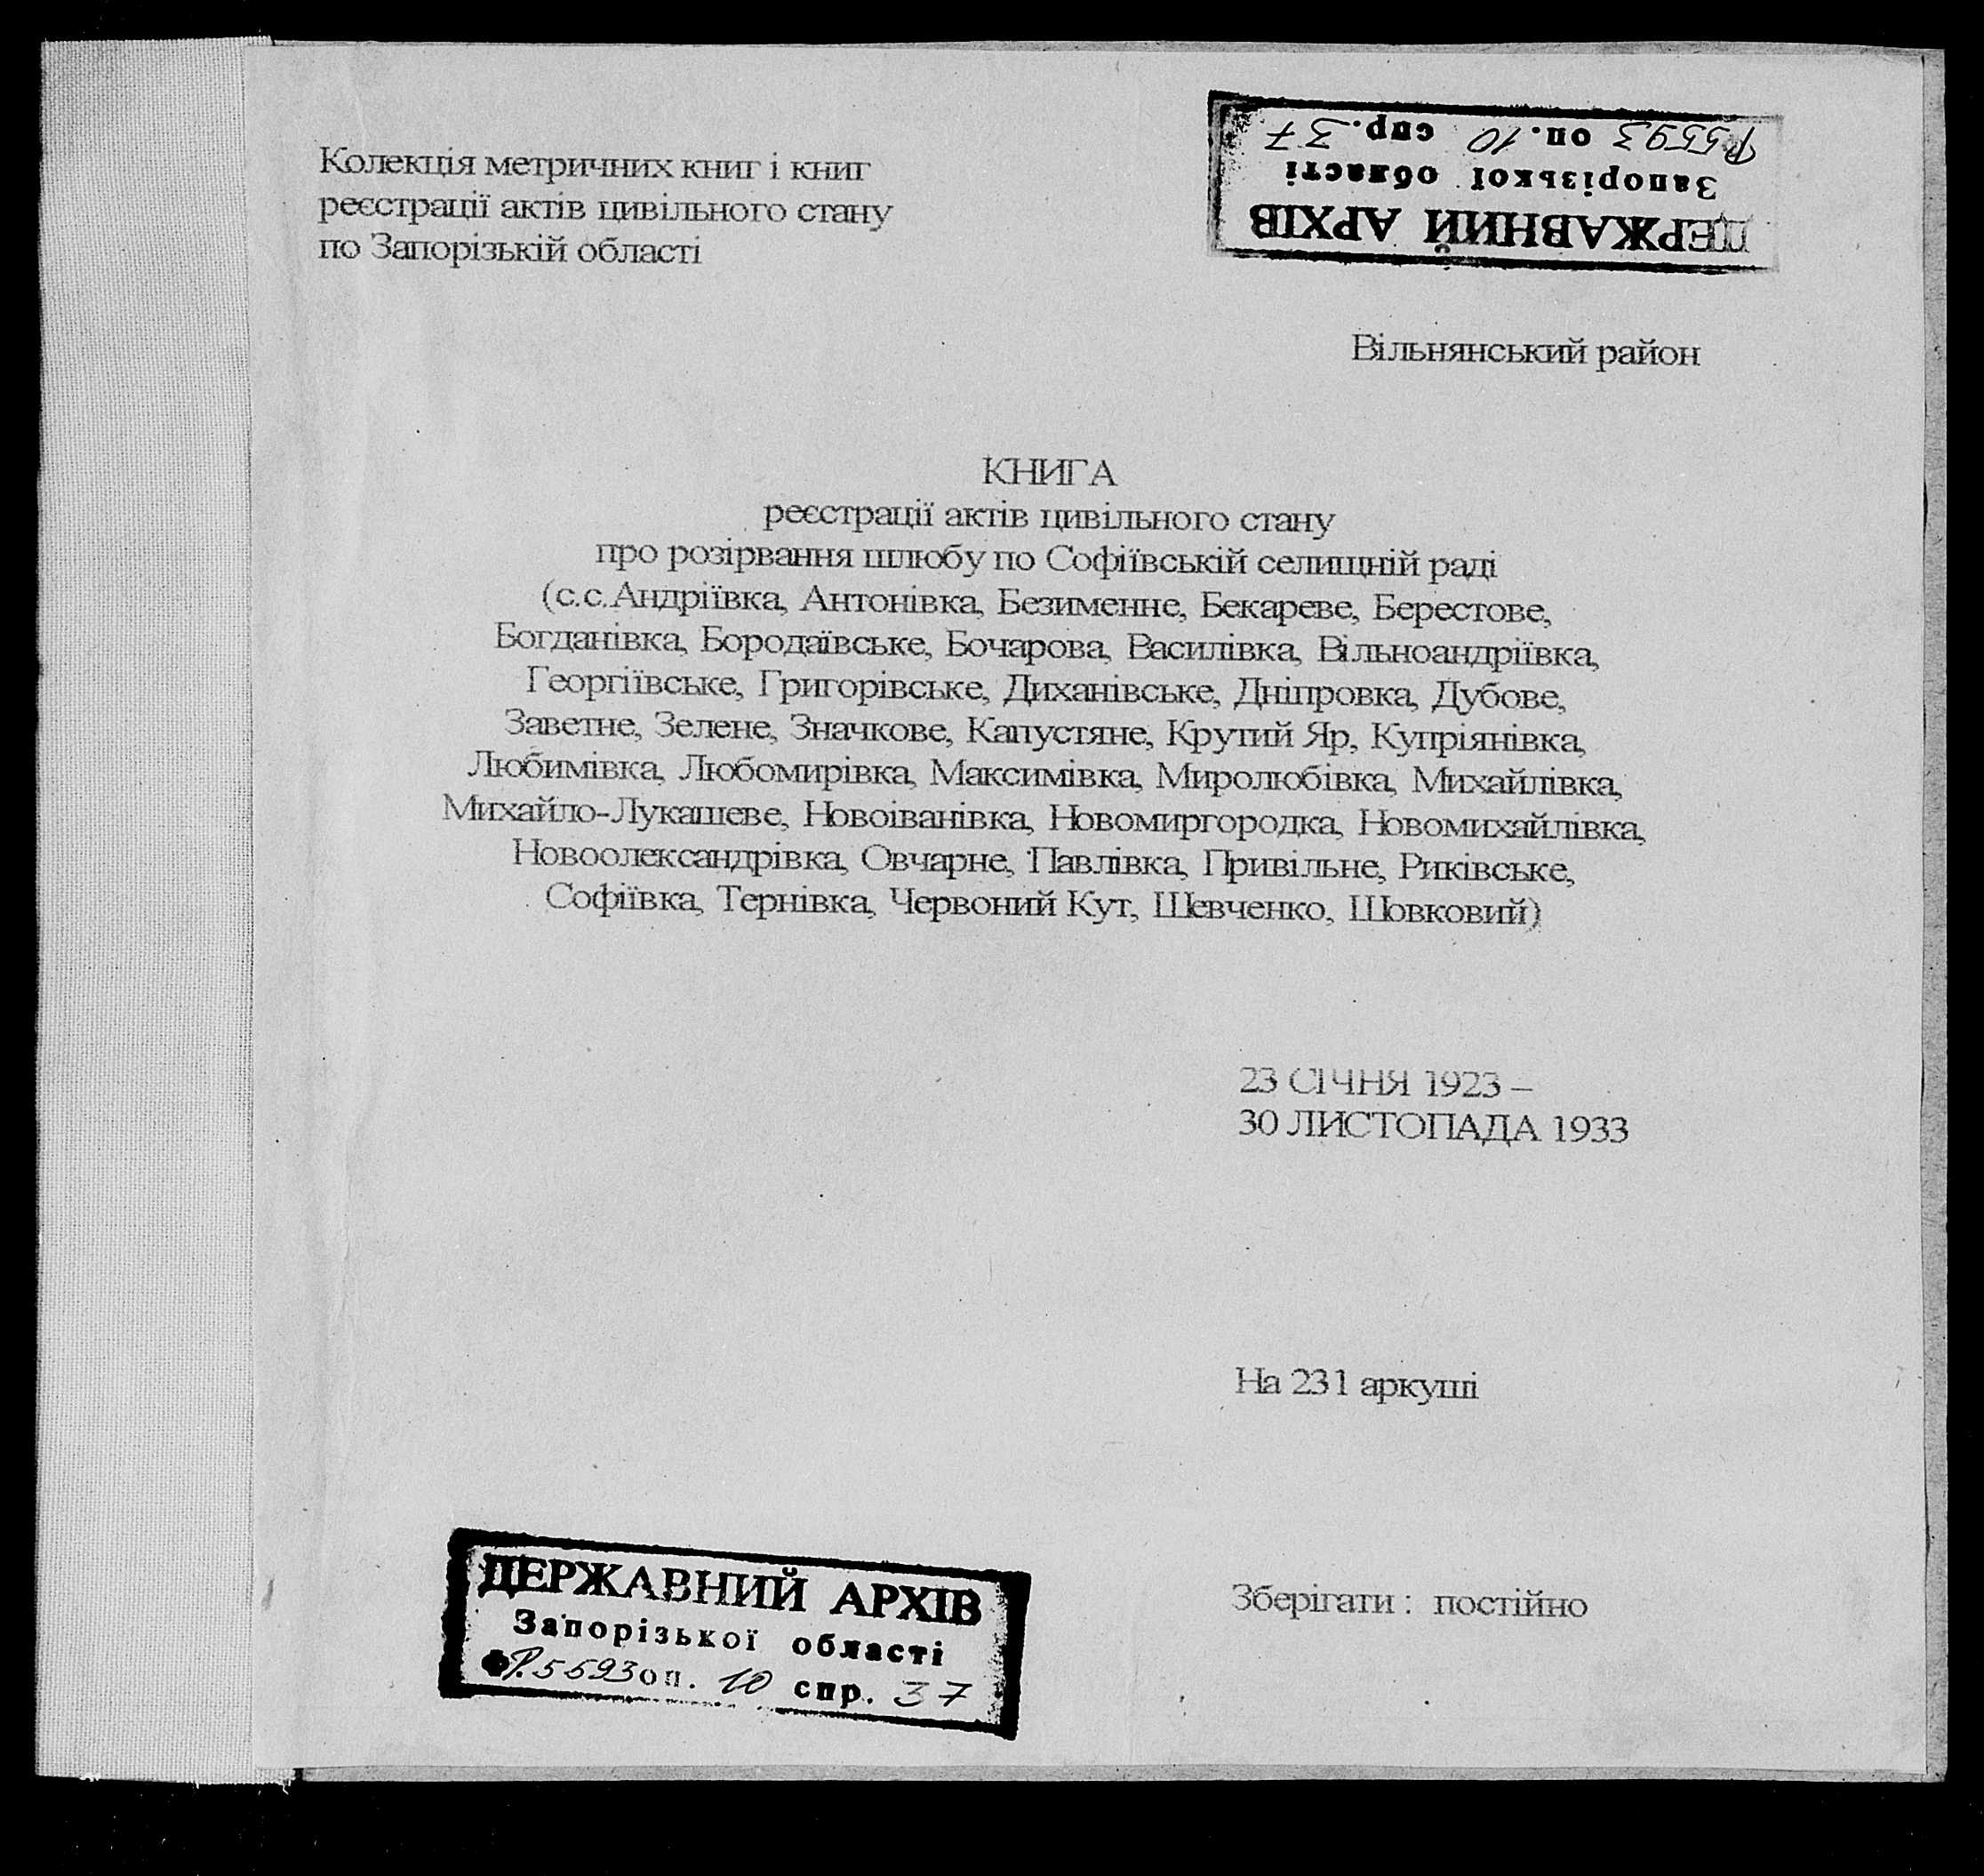 Колекція метричних книг і книг
реєстрації актів цивільного стану
по Запорізькій області
ДЕРЖАВНИЙ АРХІВ
Запорізької області
Р5593 оп. 10 спр. 37
Вільнянський район
КНИГА
реєстрації актів цивільного стану
про розірвання шлюбу по Софіївській селищній раді
(с.с.Андріївка, Антонівка, Безименне, Бекареве, Берестове,
Богданівка, Бородаївське, Бочарова, Василівка, Вільноандріївка,
Георгіївське, Григорівське, Диханівське, Дніпровка, Дубове,
Заветне, Зелене, Значкове, Капустяне, Крутий Яр, Купріянівка,
Любимівка, Любомирівка, Максимівка, Миролюбівка, Михайлівка,
Михайло-Лукашеве, Новоіванівка, Новомиргородка, Новомихайлівка,
Новоолександрівка, Овчарне, Павлівка, Привільне, Риківське,
Софіївка, Тернівка, Червоний Кут, Шевченко, Шовковий)
23 СІЧНЯ 1923 –
30 ЛИСТОПАДА 1933
На 231 аркуші
ДЕРЖАВНИЙ АРХІВ
Запорізької області
Ф Р.5593 оп. 10 спр. 37
Зберігати : постійно